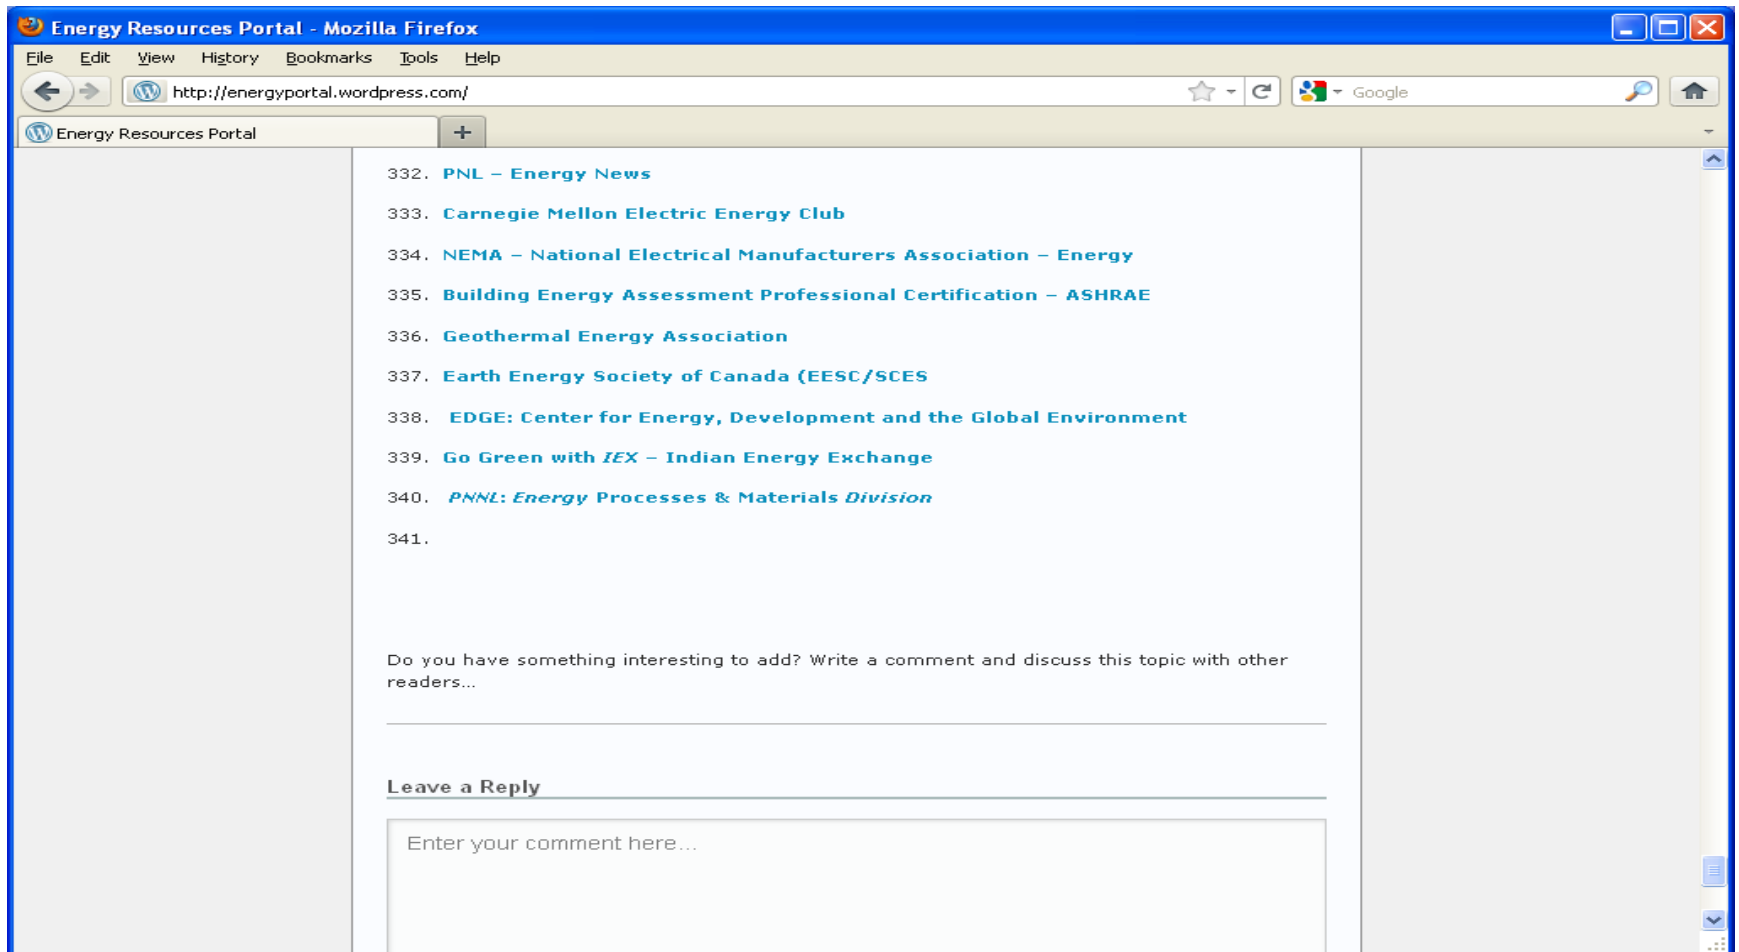 Energy Resources Portal - Mozilla Firefox
File Edit View History Bookmarks Tools Help
http://energyportal.wordpress.com/
Google
Energy Resources Portal
332. PNL – Energy News
333. Carnegie Mellon Electric Energy Club
334. NEMA – National Electrical Manufacturers Association – Energy
335. Building Energy Assessment Professional Certification – ASHRAE
336. Geothermal Energy Association
337. Earth Energy Society of Canada (EESC/SCES
338. EDGE: Center for Energy, Development and the Global Environment
339. Go Green with IEX – Indian Energy Exchange
340. PNNL: Energy Processes & Materials Division
341.
Do you have something interesting to add? Write a comment and discuss this topic with other
readers...
Leave a Reply
Enter your comment here...